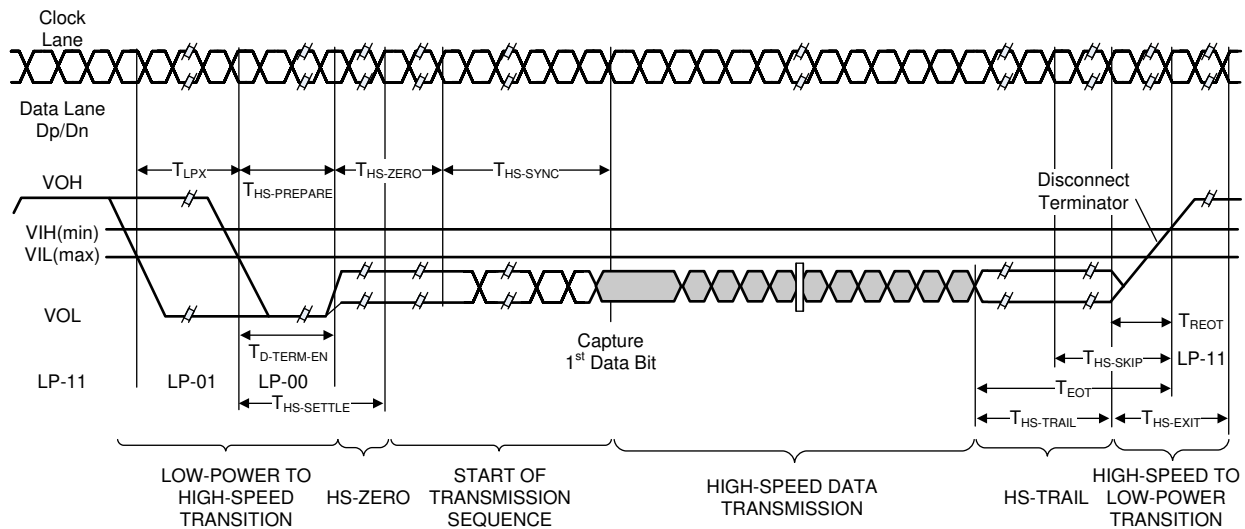 Clock
Lane
Data Lane
Dp/Dn
TLPX
THS-PREPARE
THS-ZERO
THS-SYNC
VOH
Disconnect
Terminator
VIH(min)
VIL(max)
VOL
TD-TERM-EN
Capture
1st Data Bit
TREOT
THS-SKIP
LP-11
LP-11
LP-01
LP-00
TEOT
THS-SETTLE
THS-TRAIL
THS-EXIT
LOW-POWER TO
HIGH-SPEED
TRANSITION
HS-ZERO
START OF
TRANSMISSION
SEQUENCE
HIGH-SPEED DATA
TRANSMISSION
HS-TRAIL
HIGH-SPEED TO
LOW-POWER
TRANSITION